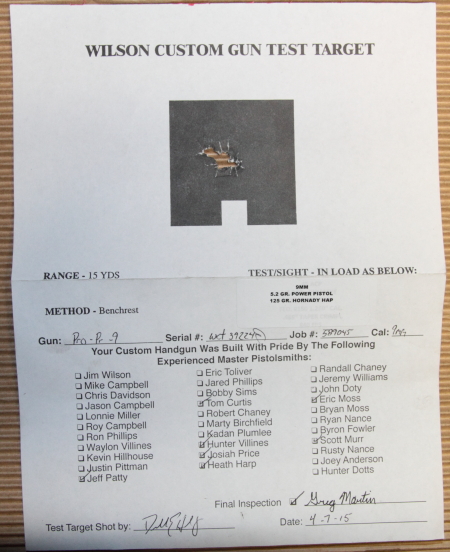 WILSON CUSTOM GUN TEST TARGET
RANGE - 15 YDS
TEST/SIGHT - IN LOAD AS BELOW:
9MM
5.2 GR. POWER PISTOL
125 GR. HORNADY HAP
METHOD - Benchrest
Gun: Serial #: Job #: 589045 Cal: 9mm
Your Custom Handgun Was Built With Pride By The Following
Experienced Master Pistolsmiths:
Jim Wilson
Mike Campbell
Chris Davidson
Jason Campbell
Lonnie Miller
Roy Campbell
Ron Phillips
Waylon Villines
Kevin Hillhouse
Justin Pittman
Jeff Patty
Eric Toliver
Jared Phillips
Bobby Sims
Tom Curtis
Robert Chaney
Marty Birchfield
Kadan Plumlee
Hunter Villines
Josiah Price
Heath Harp
Randall Chaney
Jeremy Williams
John Doty
Eric Moss
Bryan Moss
Ryan Nance
Byron Fowler
Scott Murr
Rusty Nance
Joey Anderson
Hunter Dotts
Final Inspection Greg Martin
Test Target Shot by: Date: 4-7-15